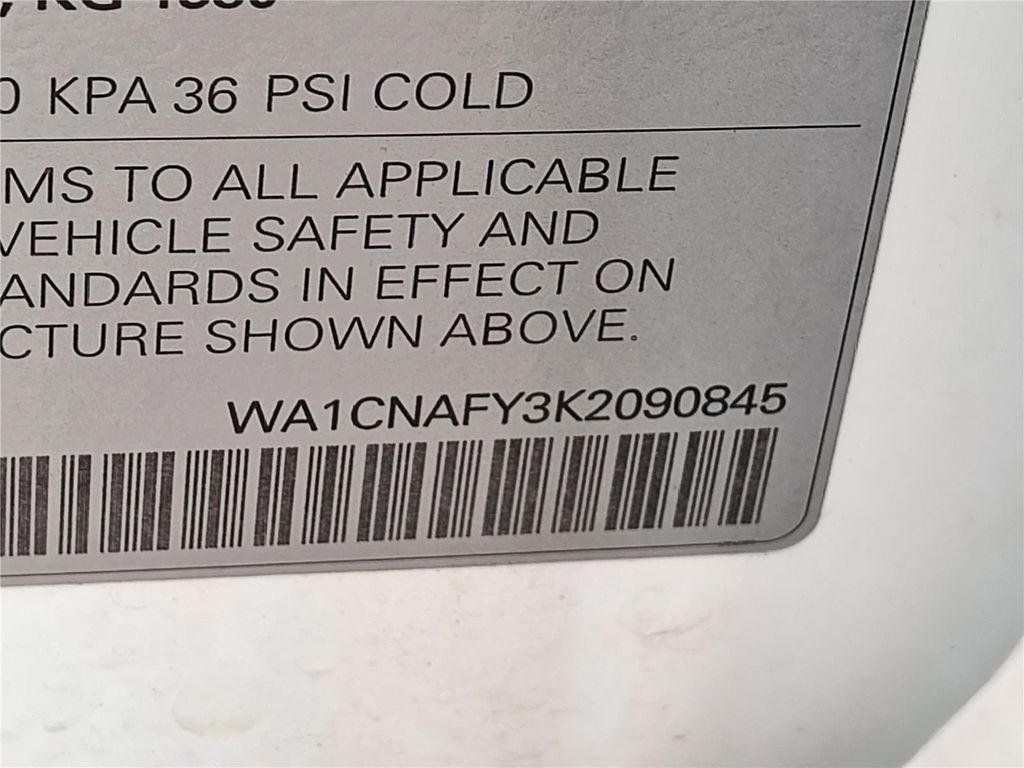 0 KPA 36 PSI COLD
MS TO ALL APPLICABLE
VEHICLE SAFETY AND
ANDARDS IN EFFECT ON
CTURE SHOWN ABOVE.
WA1CNAFY3K2090845